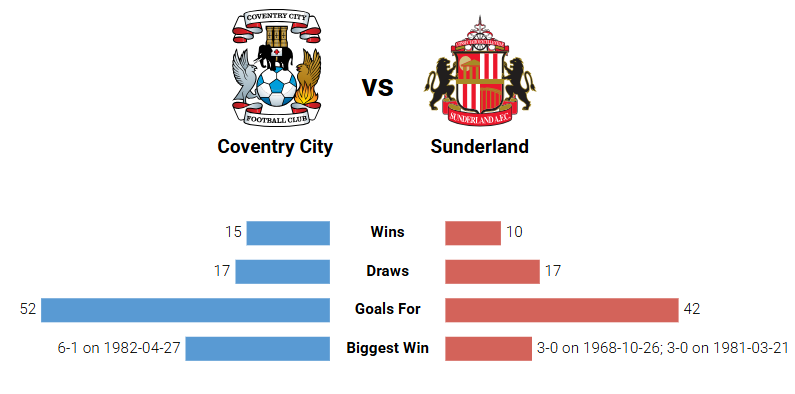 COVENTRY CITY
FOOTBALL CLUB
SUNDERLAND A.F.C.
vs
Coventry City
Sunderland
15 Wins 10
17 Draws 17
52 Goals For 42
6-1 on 1982-04-27 Biggest Win 3-0 on 1968-10-26; 3-0 on 1981-03-21